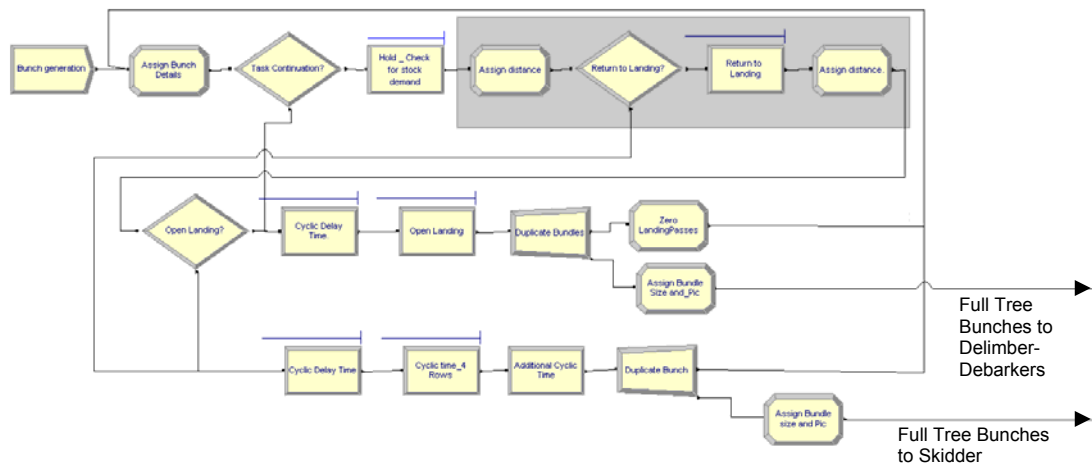 Bunch generation
Assign Bunch
Details
Task Continuation?
Hold _ Check
for stock
demand
Assign distance
Return to Landing?
Return to
Landing
Assign distance.
Open Landing?
Cyclic Delay
Time.
Open Landing
Duplicate Bundles
Zero
LandingPasses
Assign Bundle
Size and_Pic
Full Tree
Bunches to
Delimber-
Debarkers
Cyclic Delay Time
Cyclic time_4
Rows
Additional Cyclic
Time
Duplicate Bunch
Assign Bundle
size and Pic
Full Tree Bunches
to Skidder